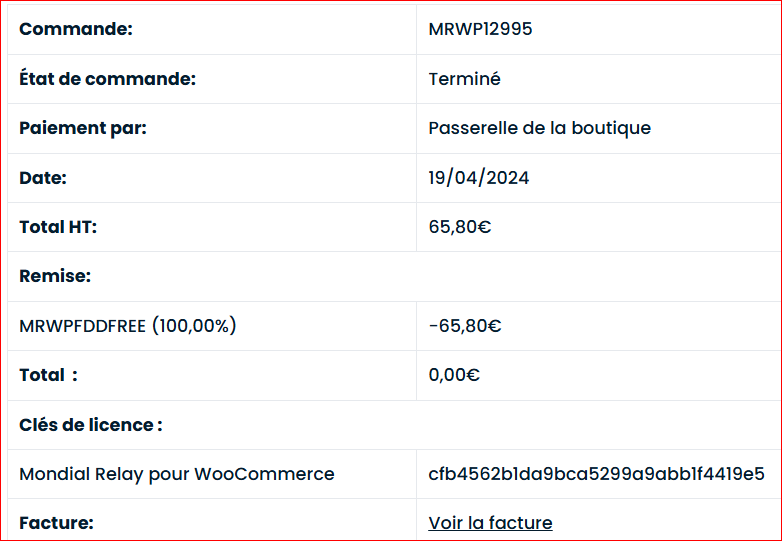 Commande: MRWP12995
État de commande: Terminé
Paiement par: Passerelle de la boutique
Date: 19/04/2024
Total HT: 65,80€
Remise:
MRWPFDDFREE (100,00%) -65,80€
Total : 0,00€
Clés de licence :
Mondial Relay pour WooCommerce cfb4562b1da9bca5299a9abb1f4419e5
Facture: Voir la facture